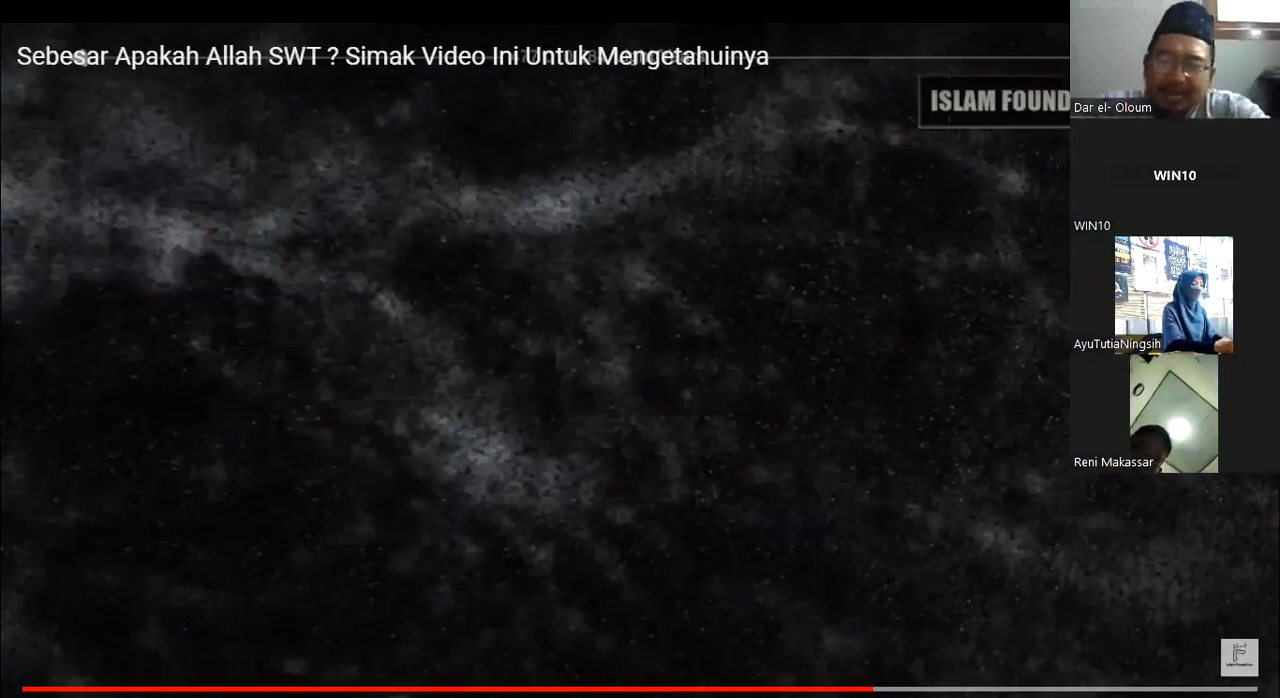 Sebesar Apakah Allah SWT ? Simak Video Ini Untuk Mengetahuinya
ISLAM FOUND
Dar el- Oloum
WIN10
WIN10
AyuTutiaNingsih
Reni Makassar